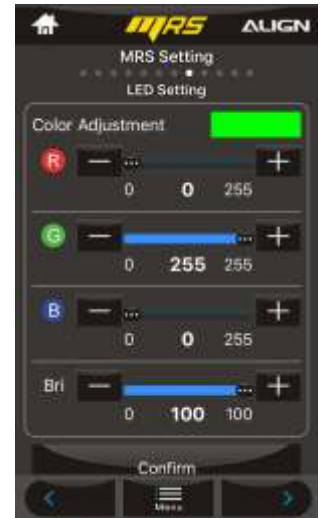 MRS ALIGN
MRS Setting
LED Setting
Color Adjustment
R
0 0 255
G
0 255 255
B
0 0 255
Bri
0 100 100
Confirm
Menu